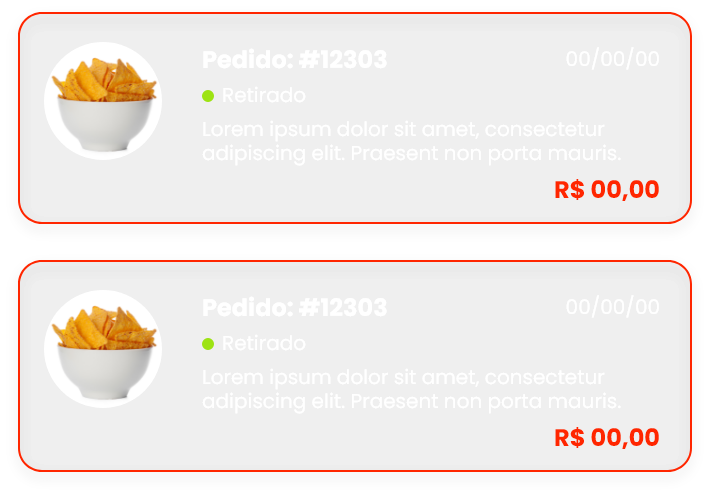 Pedido: #12303 00/00/00
Retirado
Lorem ipsum dolor sit amet, consectetur
adipiscing elit. Praesent non porta mauris.
R$ 00,00
Pedido: #12303 00/00/00
Retirado
Lorem ipsum dolor sit amet, consectetur
adipiscing elit. Praesent non porta mauris.
R$ 00,00